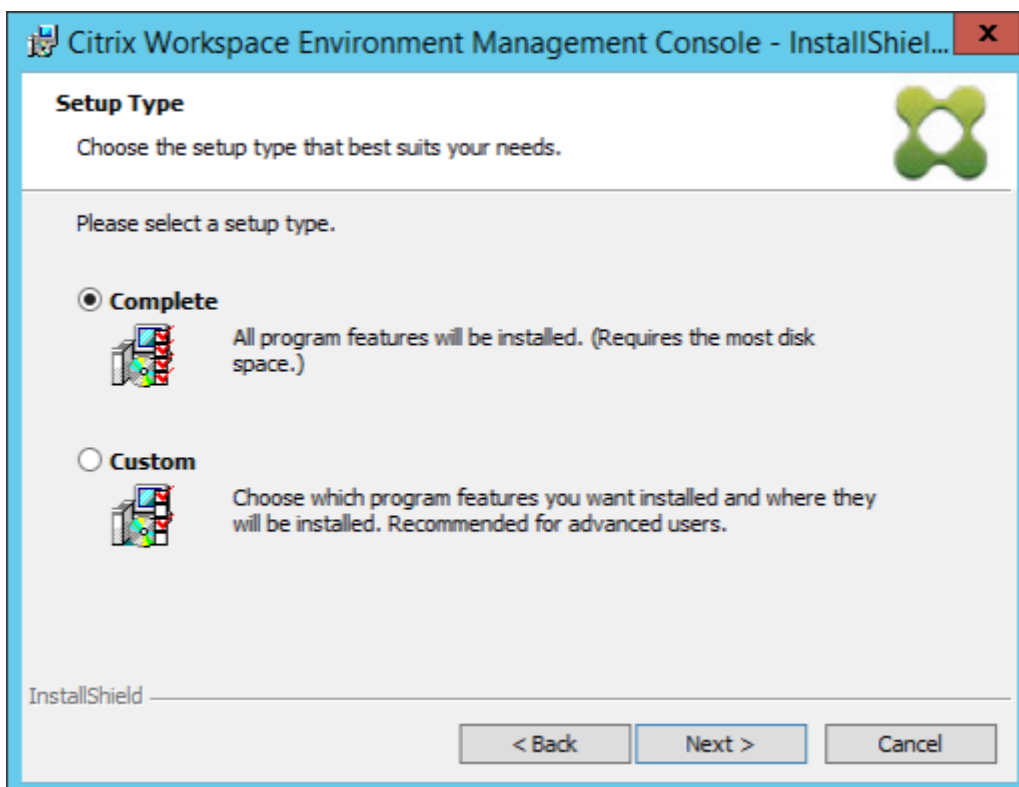 Citrix Workspace Environment Management Console - InstallShiel...
Setup Type
Choose the setup type that best suits your needs.
Please select a setup type.
Complete
All program features will be installed. (Requires the most disk
space.)
Custom
Choose which program features you want installed and where they
will be installed. Recommended for advanced users.
InstallShield
< Back
Next >
Cancel